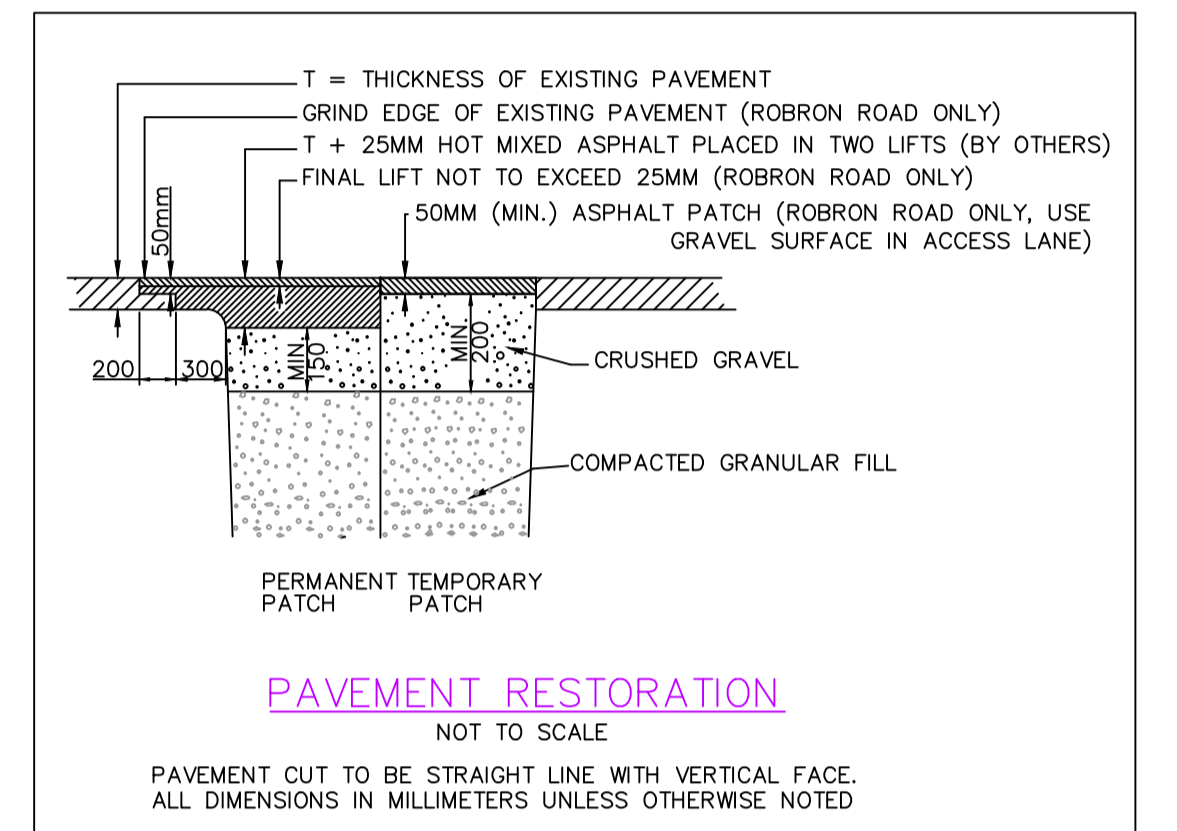 T = THICKNESS OF EXISTING PAVEMENT
GRIND EDGE OF EXISTING PAVEMENT (ROBRON ROAD ONLY)
T + 25MM HOT MIXED ASPHALT PLACED IN TWO LIFTS (BY OTHERS)
FINAL LIFT NOT TO EXCEED 25MM (ROBRON ROAD ONLY)
50MM (MIN.) ASPHALT PATCH (ROBRON ROAD ONLY, USE
GRAVEL SURFACE IN ACCESS LANE)
50mm
200
300
MIN
150
MIN
200
CRUSHED GRAVEL
COMPACTED GRANULAR FILL
PERMANENT
PATCH
TEMPORARY
PATCH
PAVEMENT RESTORATION
NOT TO SCALE
PAVEMENT CUT TO BE STRAIGHT LINE WITH VERTICAL FACE.
ALL DIMENSIONS IN MILLIMETERS UNLESS OTHERWISE NOTED